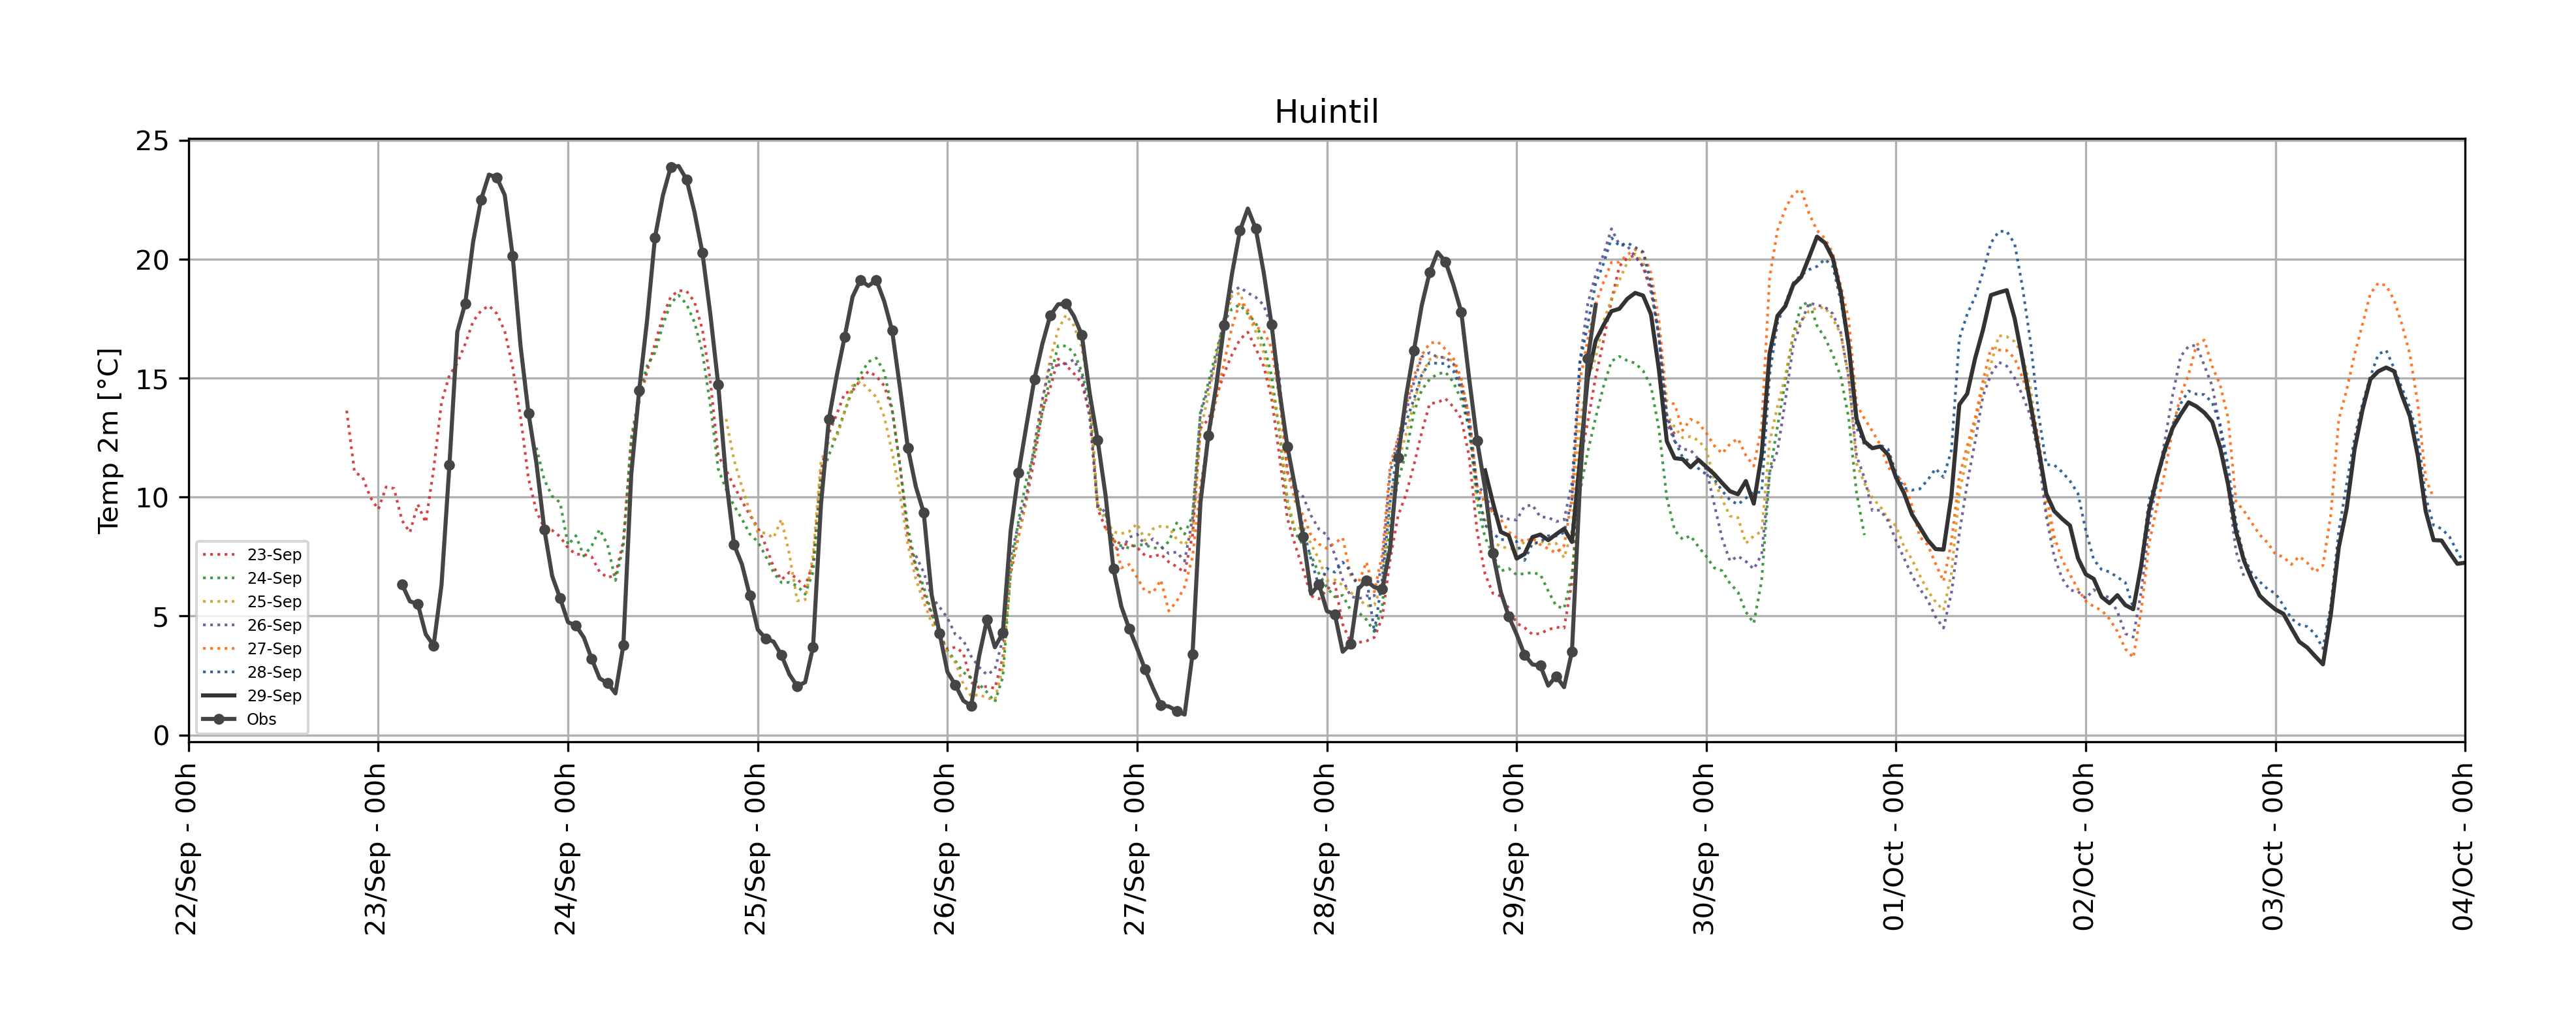 Huintil
Temp 2m [°C]
25
20
15
10
5
0
23-Sep
24-Sep
25-Sep
26-Sep
27-Sep
28-Sep
29-Sep
Obs
22/Sep - 00h
23/Sep - 00h
24/Sep - 00h
25/Sep - 00h
26/Sep - 00h
27/Sep - 00h
28/Sep - 00h
29/Sep - 00h
30/Sep - 00h
01/Oct - 00h
02/Oct - 00h
03/Oct - 00h
04/Oct - 00h